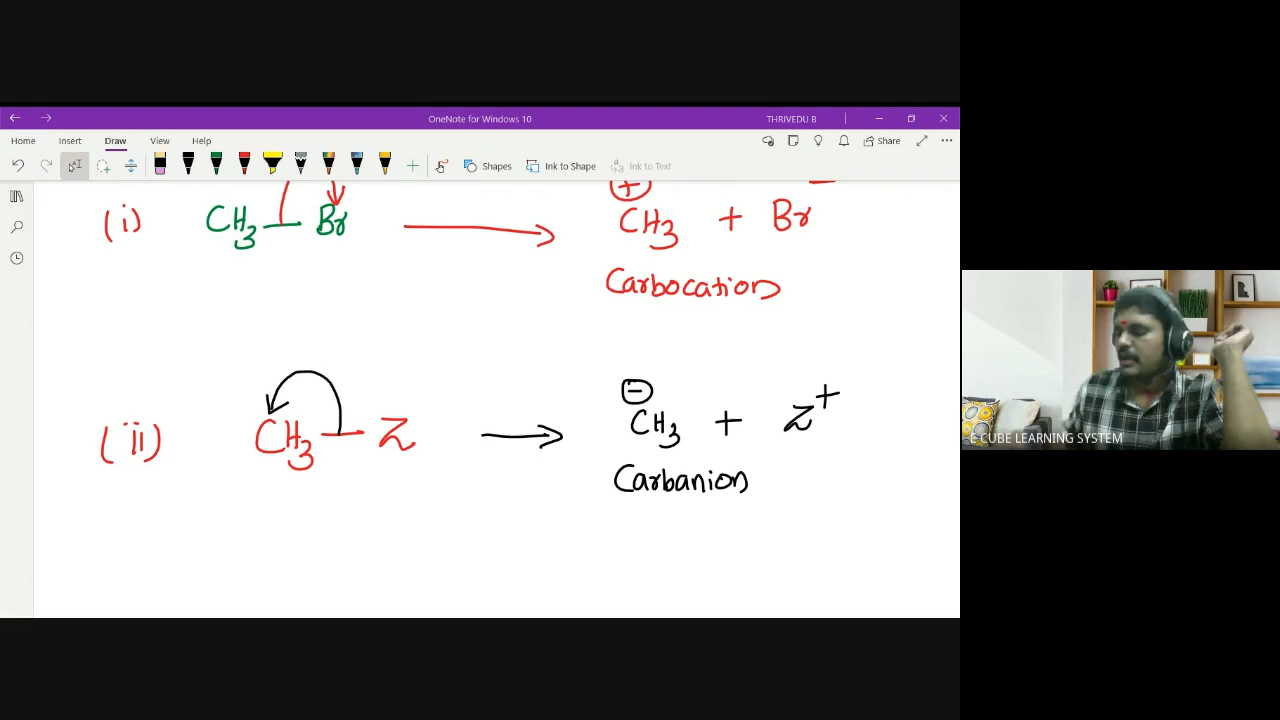 OneNote for Windows 10
THRIVEDU B
Home Insert Draw View Help
Share
Shapes Ink to Shape Ink to Text
(i) CH3 — Br ⟶ ⊕CH3 + Br⁻
Carbocation
(ii) CH3 — Z ⟶ ⊖CH3 + Z⁺
Carbanion
E CUBE LEARNING SYSTEM